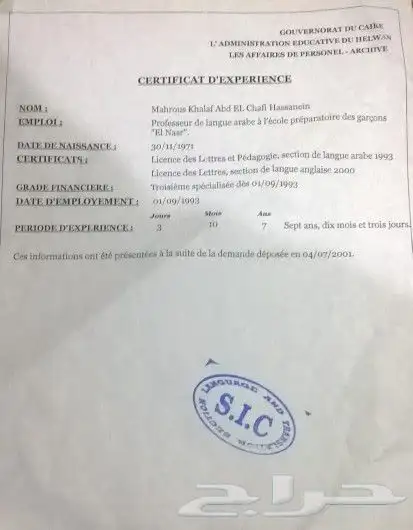 GOUVERNORAT DU CAIRE
L'ADMINISTRATION EDUCATIVE DU HELWAN
LES AFFAIRES DE PERSONEL - ARCHIVE
CERTIFICAT D'EXPERIENCE
NOM : Mahrous Khalaf Abd EL Chafi Hassanein
EMPLOI : Professeur de langue arabe à l'école préparatoire des garçons
"El Nasr".
DATE DE NAISSANCE : 30/11/1971
CERTIFICATS : Licence des Lettres et Pédagogie, section de langue arabe 1993
Licence des Lettres, section de langue anglaise 2000
GRADE FINANCIERE : Troisième spécialisée dès 01/09/1993
DATE D'EMPLOYEMENT : 01/09/1993
Jours Mois Ans
PERIODE D'EXPRIENCE : 3 10 7 Sept ans, dix mois et trois jours.
Ces informations ont été présentées à la suite de la demande déposée en 04/07/2001.
LANGUAGE AND
S.I.C
TRANSLATION SECTION
حراج